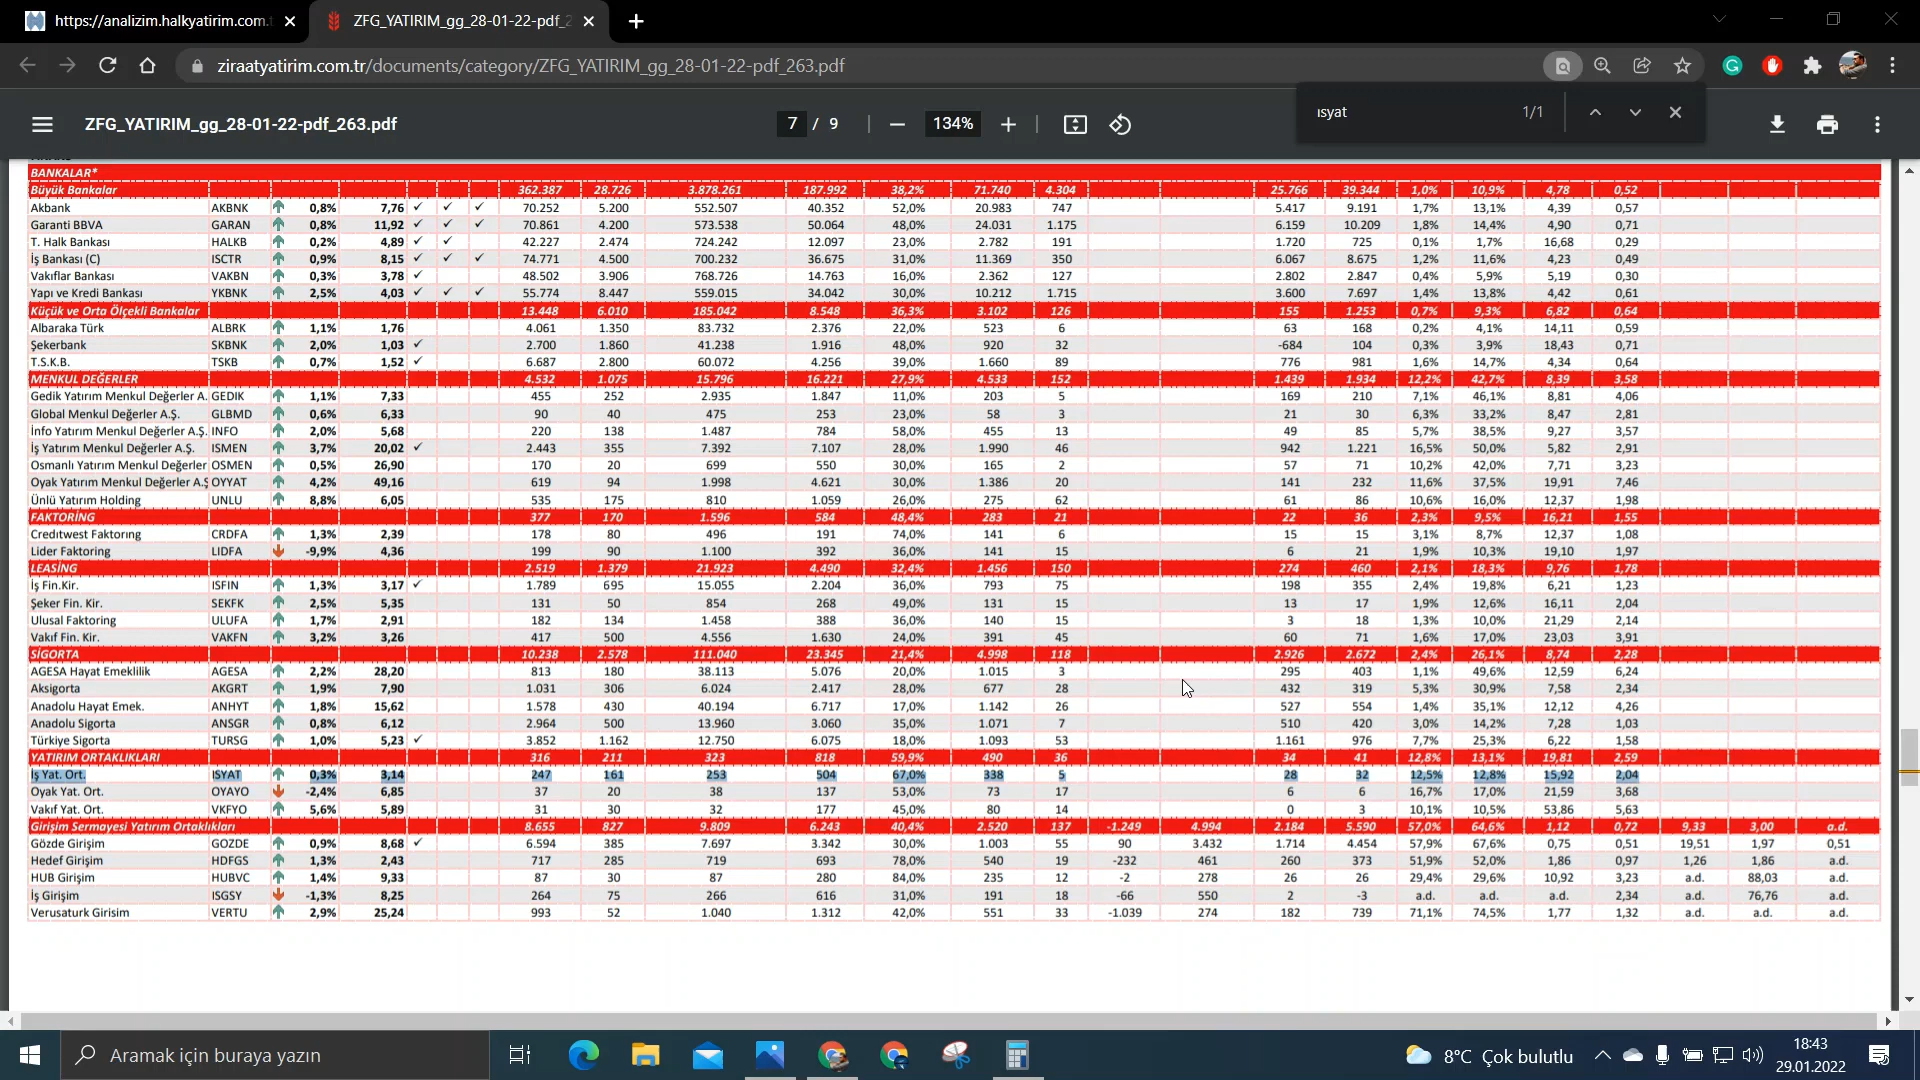 https://analizim.halkyatirim.com.
ZFG_YATIRIM_gg_28-01-22-pdf_2
ziraatyatirim.com.tr/documents/category/ZFG_YATIRIM_gg_28-01-22-pdf_263.pdf
ısyat 1/1
ZFG_YATIRIM_gg_28-01-22-pdf_263.pdf 7 / 9 134%
BANKALAR*
Büyük Bankalar 362.387 28.726 3.878.261 187.992 38,2% 71.740 4.304 25.766 39.344 1,0% 10,9% 4,78 0,52
Akbank AKBNK 0,8% 7,76 ✓ ✓ ✓ 70.252 5.200 552.507 40.352 52,0% 20.983 747 5.417 9.191 1,7% 13,1% 4,39 0,57
Garanti BBVA GARAN 0,8% 11,92 ✓ ✓ ✓ 70.861 4.200 573.538 50.064 48,0% 24.031 1.175 6.159 10.209 1,8% 14,4% 4,90 0,71
T. Halk Bankası HALKB 0,2% 4,89 ✓ ✓ 42.227 2.474 724.242 12.097 23,0% 2.782 191 1.720 725 0,1% 1,7% 16,68 0,29
İş Bankası (C) ISCTR 0,9% 8,15 ✓ ✓ ✓ 74.771 4.500 700.232 36.675 31,0% 11.369 350 6.067 8.675 1,2% 11,6% 4,23 0,49
Vakıflar Bankası VAKBN 0,3% 3,78 ✓ 48.502 3.906 768.726 14.763 16,0% 2.362 127 2.802 2.847 0,4% 5,9% 5,19 0,30
Yapı ve Kredi Bankası YKBNK 2,5% 4,03 ✓ ✓ ✓ 55.774 8.447 559.015 34.042 30,0% 10.212 1.715 3.600 7.697 1,4% 13,8% 4,42 0,61
Küçük ve Orta Ölçekli Bankalar 13.448 6.010 185.042 8.548 36,3% 3.102 126 155 1.253 0,7% 9,3% 6,82 0,64
Albaraka Türk ALBRK 1,1% 1,76 4.061 1.350 83.732 2.376 22,0% 523 6 63 168 0,2% 4,1% 14,11 0,59
Şekerbank SKBNK 2,0% 1,03 ✓ 2.700 1.860 41.238 1.916 48,0% 920 32 -684 104 0,3% 3,9% 18,43 0,71
T.S.K.B. TSKB 0,7% 1,52 ✓ 6.687 2.800 60.072 4.256 39,0% 1.660 89 776 981 1,6% 14,7% 4,34 0,64
MENKUL DEĞERLER 4.532 1.075 15.796 16.221 27,9% 4.533 152 1.439 1.934 12,2% 42,7% 8,39 3,58
Gedik Yatırım Menkul Değerler A. GEDIK 1,1% 7,33 455 252 2.935 1.847 11,0% 203 5 169 210 7,1% 46,1% 8,81 4,06
Global Menkul Değerler A.Ş. GLBMD 0,6% 6,33 90 40 475 253 23,0% 58 3 21 30 6,3% 33,2% 8,47 2,81
İnfo Yatırım Menkul Değerler A.Ş. INFO 2,0% 5,68 220 138 1.487 784 58,0% 455 13 49 85 5,7% 38,5% 9,27 3,57
İş Yatırım Menkul Değerler A.Ş. ISMEN 3,7% 20,02 ✓ 2.443 355 7.392 7.107 28,0% 1.990 46 942 1.221 16,5% 50,0% 5,82 2,91
Osmanlı Yatırım Menkul Değerler OSMEN 0,5% 26,90 170 20 699 550 30,0% 165 2 57 71 10,2% 42,0% 7,71 3,23
Oyak Yatırım Menkul Değerler A.Ş OYYAT 4,2% 49,16 619 94 1.998 4.621 30,0% 1.386 20 141 232 11,6% 37,5% 19,91 7,46
Ünlü Yatırım Holding UNLU 8,8% 6,05 535 175 810 1.059 26,0% 275 62 61 86 10,6% 16,0% 12,37 1,98
FAKTORİNG 377 170 1.596 584 48,4% 283 21 22 36 2,3% 9,5% 16,21 1,55
Creditwest Faktoring CRDFA 1,3% 2,39 178 80 496 191 74,0% 141 6 15 15 3,1% 8,7% 12,37 1,08
Lider Faktoring LIDFA -9,9% 4,36 199 90 1.100 392 36,0% 141 15 6 21 1,9% 10,3% 19,10 1,97
LEASİNG 2.519 1.379 21.923 4.490 32,4% 1.456 150 274 460 2,1% 18,3% 9,76 1,78
İş Fin.Kir. ISFIN 1,3% 3,17 ✓ 1.789 695 15.055 2.204 36,0% 793 75 198 355 2,4% 19,8% 6,21 1,23
Şeker Fin. Kir. SEKFK 2,5% 5,35 131 50 854 268 49,0% 131 15 13 17 1,9% 12,6% 16,11 2,04
Ulusal Faktoring ULUFA 1,7% 2,91 182 134 1.458 388 36,0% 140 15 3 18 1,3% 10,0% 21,29 2,14
Vakıf Fin. Kir. VAKFN 3,2% 3,26 417 500 4.556 1.630 24,0% 391 45 60 71 1,6% 17,0% 23,03 3,91
SİGORTA 10.238 2.578 111.040 23.345 21,4% 4.998 118 2.926 2.672 2,4% 26,1% 8,74 2,28
AGESA Hayat Emeklilik AGESA 2,2% 28,20 813 180 38.113 5.076 20,0% 1.015 3 295 403 1,1% 49,6% 12,59 6,24
Aksigorta AKGRT 1,9% 7,90 1.031 306 6.024 2.417 28,0% 677 28 432 319 5,3% 30,9% 7,58 2,34
Anadolu Hayat Emek. ANHYT 1,8% 15,62 1.578 430 40.194 6.717 17,0% 1.142 26 527 554 1,4% 35,1% 12,12 4,26
Anadolu Sigorta ANSGR 0,8% 6,12 2.964 500 13.960 3.060 35,0% 1.071 7 510 420 3,0% 14,2% 7,28 1,03
Türkiye Sigorta TURSG 1,0% 5,23 ✓ 3.852 1.162 12.750 6.075 18,0% 1.093 53 1.161 976 7,7% 25,3% 6,22 1,58
YATIRIM ORTAKLIKLARI 316 211 323 818 59,9% 490 36 34 41 12,8% 13,1% 19,81 2,59
İş Yat. Ort. ISYAT 0,3% 3,14 247 161 253 504 67,0% 338 5 28 32 12,5% 12,8% 15,92 2,04
Oyak Yat. Ort. OYAYO -2,4% 6,85 37 20 38 137 53,0% 73 17 6 6 16,7% 17,0% 21,59 3,68
Vakıf Yat. Ort. VKFYO 5,6% 5,89 31 30 32 177 45,0% 80 14 0 3 10,1% 10,5% 53,86 5,63
Girişim Sermayesi Yatırım Ortaklıkları 8.655 827 9.809 6.243 40,4% 2.520 137 -1.249 4.994 2.184 5.590 57,0% 64,6% 1,12 0,72 9,33 3,00 a.d.
Gözde Girişim GOZDE 0,9% 8,68 ✓ 6.594 385 7.697 3.342 30,0% 1.003 55 90 3.432 1.714 4.454 57,9% 67,6% 0,75 0,51 19,51 1,97 0,51
Hedef Girişim HDFGS 1,3% 2,43 717 285 719 693 78,0% 540 19 -232 461 260 373 51,9% 52,0% 1,86 0,97 1,26 1,86 a.d.
HUB Girişim HUBVC 1,4% 9,33 87 30 87 280 84,0% 235 12 -2 278 26 26 29,4% 29,6% 10,92 3,23 a.d. 88,03 a.d.
İş Girişim ISGSY -1,3% 8,25 264 75 266 616 31,0% 191 18 -66 550 2 -3 a.d. a.d. a.d. 2,34 a.d. 76,76 a.d.
Verusaturk Girisim VERTU 2,9% 25,24 993 52 1.040 1.312 42,0% 551 33 -1.039 274 182 739 71,1% 74,5% 1,77 1,32 a.d. a.d. a.d.
Aramak için buraya yazın
8°C Çok bulutlu
18:43
29.01.2022